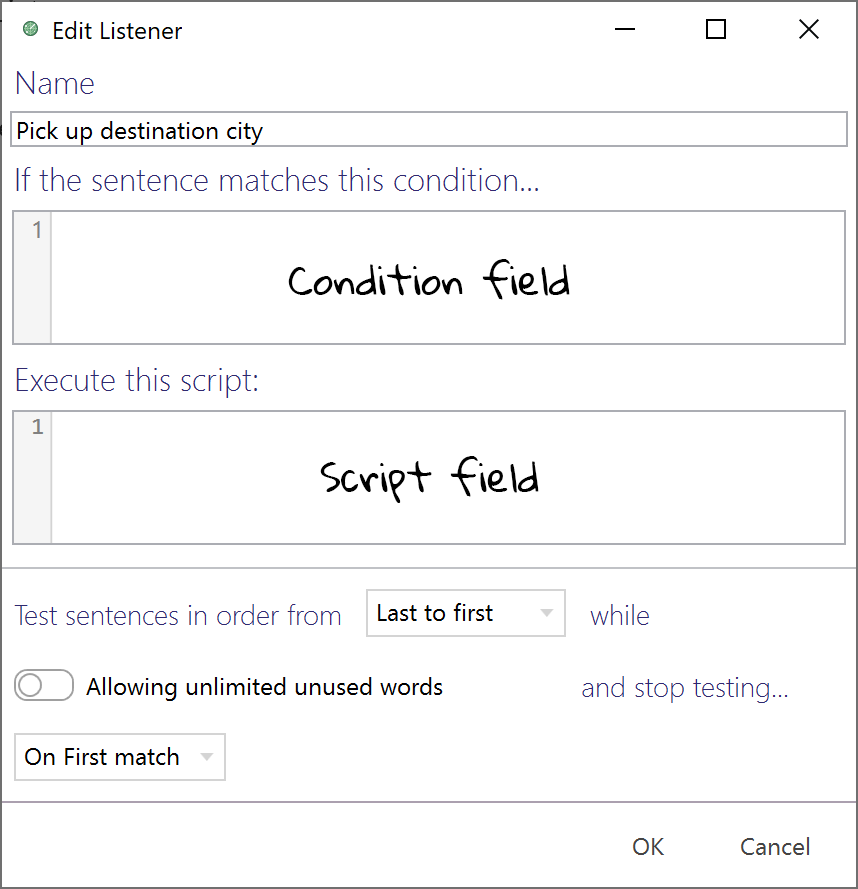 Edit Listener
Name
Pick up destination city
If the sentence matches this condition...
1
Condition field
Execute this script:
1
Script field
Test sentences in order from Last to first while
Allowing unlimited unused words and stop testing...
On First match
OK Cancel